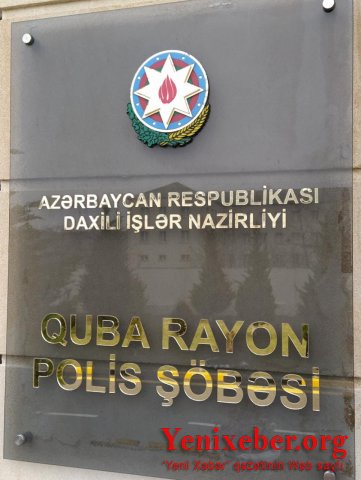 AZƏRBAYCAN RESPUBLİKASI
DAXİLİ İŞLƏR NAZİRLİYİ
QUBA RAYON
POLİS ŞÖBƏSİ
Yenixeber.org
"Yeni Xəbər" qəzetinin Web saytı